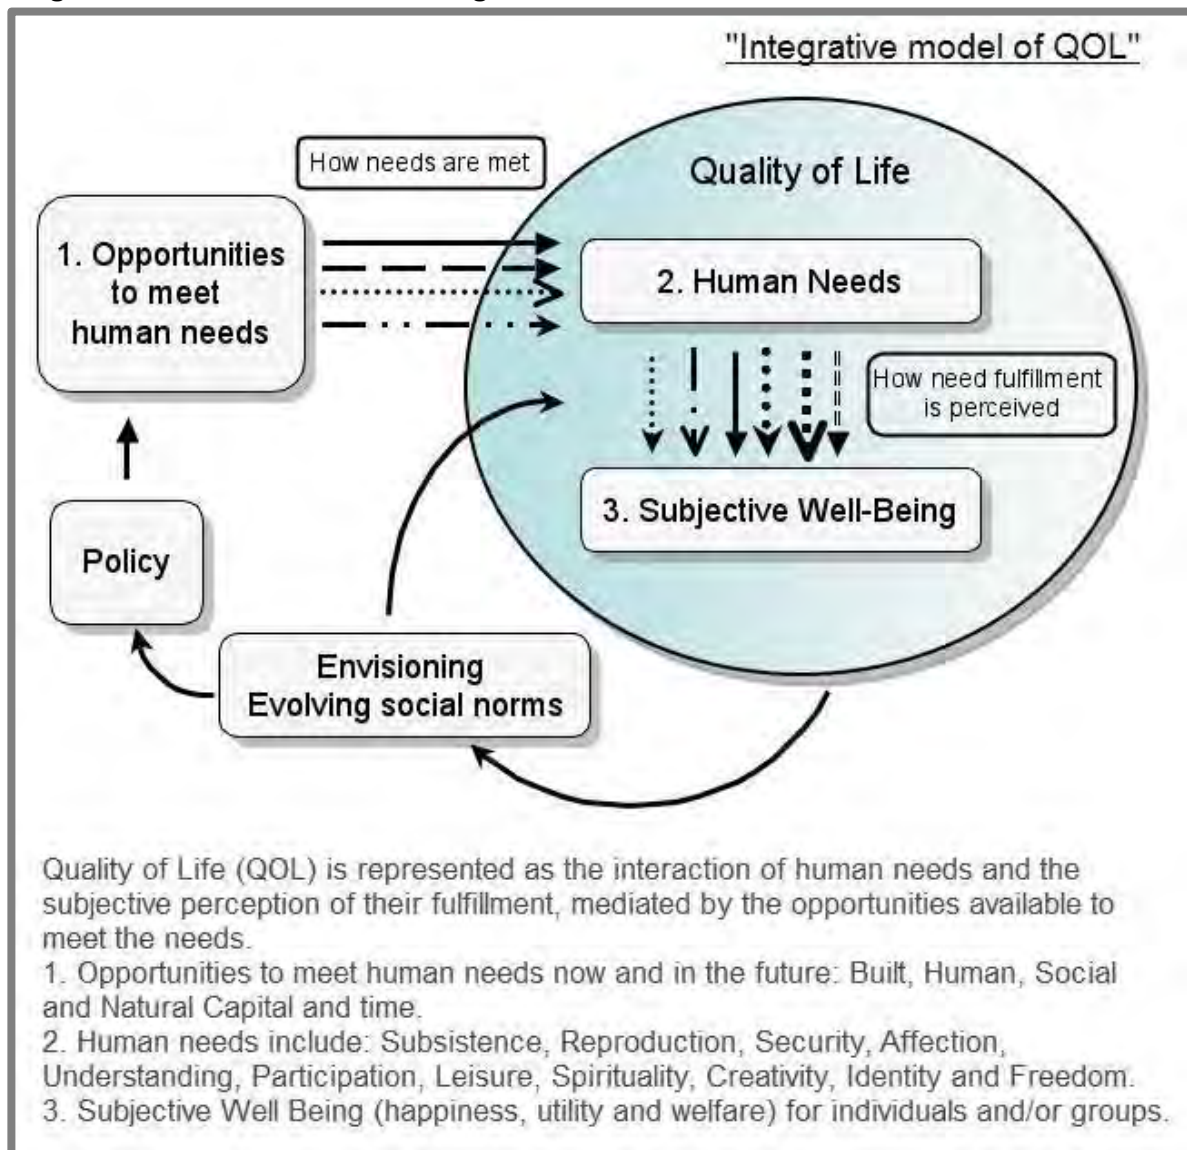 "Integrative model of QOL"
How needs are met
Quality of Life
1. Opportunities
to meet
human needs
2. Human Needs
How need fulfillment
is perceived
3. Subjective Well-Being
Policy
Envisioning
Evolving social norms
Quality of Life (QOL) is represented as the interaction of human needs and the
subjective perception of their fulfillment, mediated by the opportunities available to
meet the needs.
1. Opportunities to meet human needs now and in the future: Built, Human, Social
and Natural Capital and time.
2. Human needs include: Subsistence, Reproduction, Security, Affection,
Understanding, Participation, Leisure, Spirituality, Creativity, Identity and Freedom.
3. Subjective Well Being (happiness, utility and welfare) for individuals and/or groups.